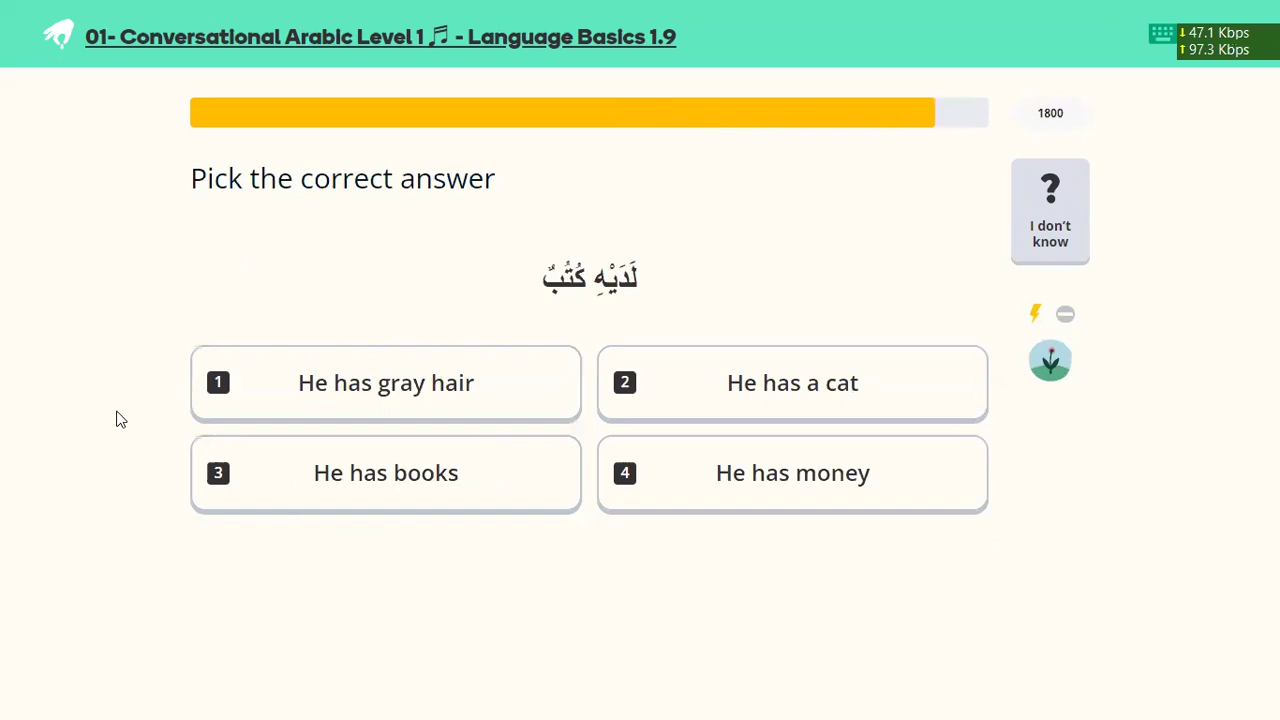 01- Conversational Arabic Level 1 🎵 - Language Basics 1.9
↓ 47.1 Kbps
↑ 97.3 Kbps
1800
Pick the correct answer
?
I don't
know
لَدَيْهِ كُتُبٌ
1 He has gray hair
2 He has a cat
3 He has books
4 He has money